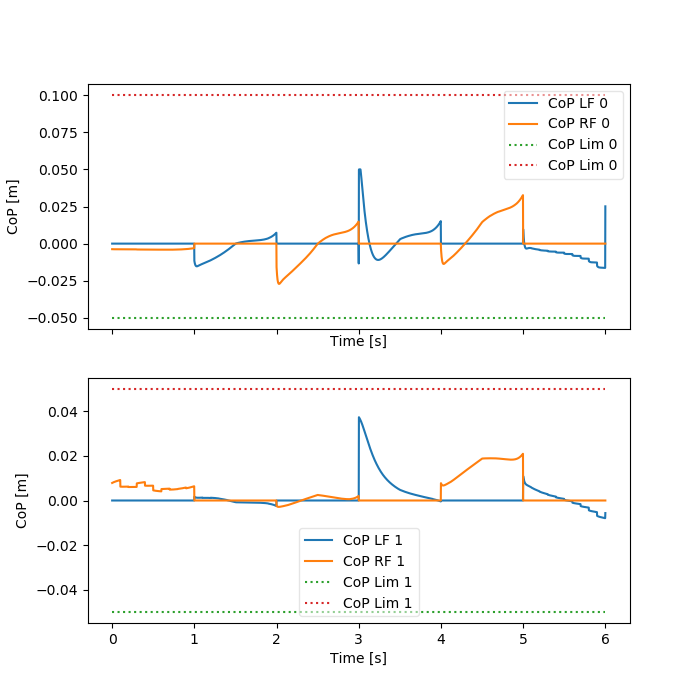 0.100
0.075
0.050
0.025
0.000
−0.025
−0.050
CoP [m]
CoP LF 0
CoP RF 0
CoP Lim 0
CoP Lim 0
Time [s]
0.04
0.02
0.00
−0.02
−0.04
CoP [m]
CoP LF 1
CoP RF 1
CoP Lim 1
CoP Lim 1
0 1 2 3 4 5 6
Time [s]